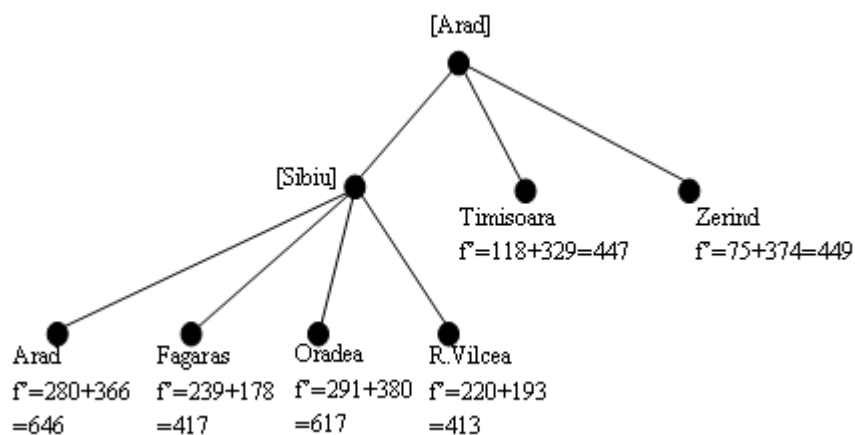 [Arad]
[Sibiu]
Timisoara
f'=118+329=447
Zerind
f'=75+374=449
Arad
f'=280+366
=646
Fagaras
f'=239+178
=417
Oradea
f'=291+380
=617
R.Vilcea
f'=220+193
=413